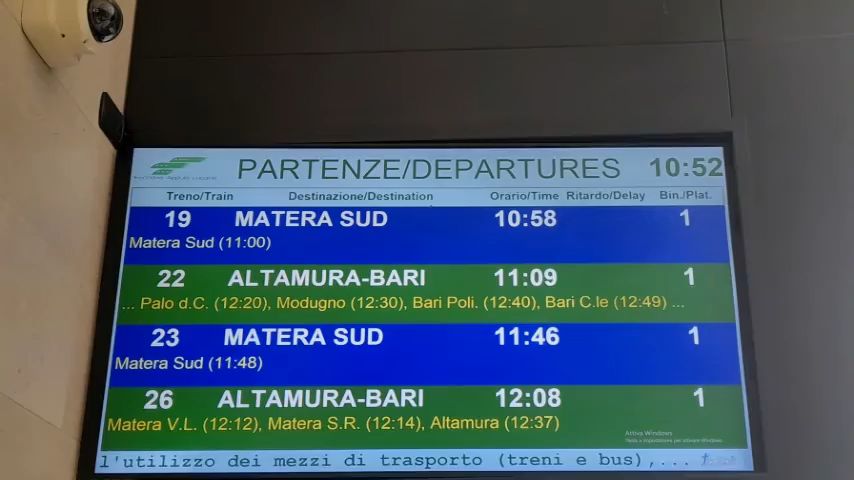 PARTENZE/DEPARTURES 10:52
Treno/Train Destinazione/Destination Orario/Time Ritardo/Delay Bin./Plat.
19 MATERA SUD 10:58 1
Matera Sud (11:00)
22 ALTAMURA-BARI 11:09 1
... Palo d.C. (12:20), Modugno (12:30), Bari Poli. (12:40), Bari C.le (12:49) ...
23 MATERA SUD 11:46 1
Matera Sud (11:48)
26 ALTAMURA-BARI 12:08 1
Matera V.L. (12:12), Matera S.R. (12:14), Altamura (12:37)
Attiva Windows
l'utilizzo dei mezzi di trasporto (treni e bus),...